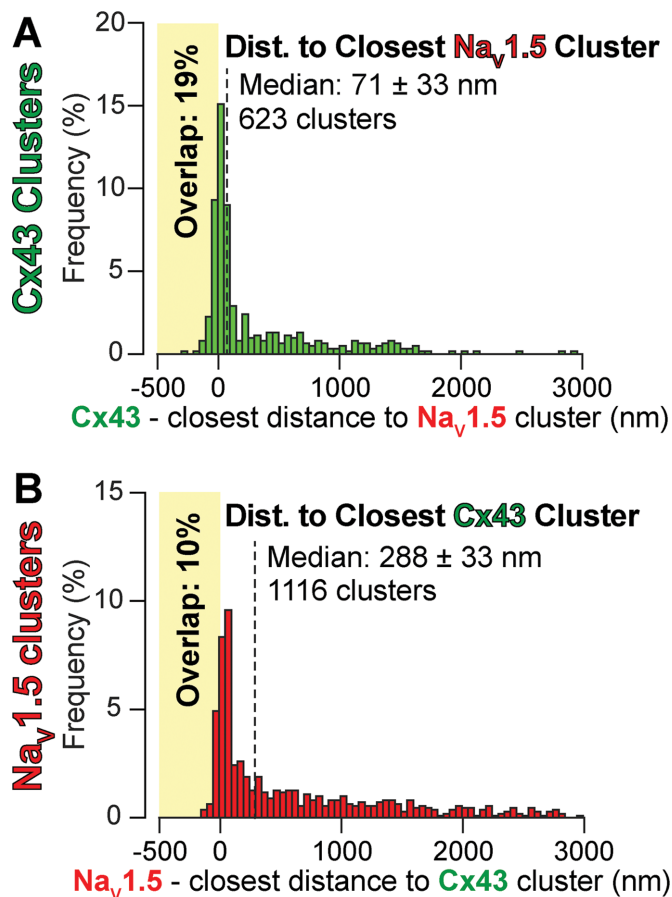 A
Cx43 Clusters
Frequency (%)
20
15
10
5
0
Overlap: 19%
Dist. to Closest NaV1.5 Cluster
Median: 71 ± 33 nm
623 clusters
-500 0 1000 2000 3000
Cx43 - closest distance to NaV1.5 cluster (nm)
B
NaV1.5 clusters
Frequency (%)
15
10
5
0
Overlap: 10%
Dist. to Closest Cx43 Cluster
Median: 288 ± 33 nm
1116 clusters
-500 0 1000 2000 3000
NaV1.5 - closest distance to Cx43 cluster (nm)